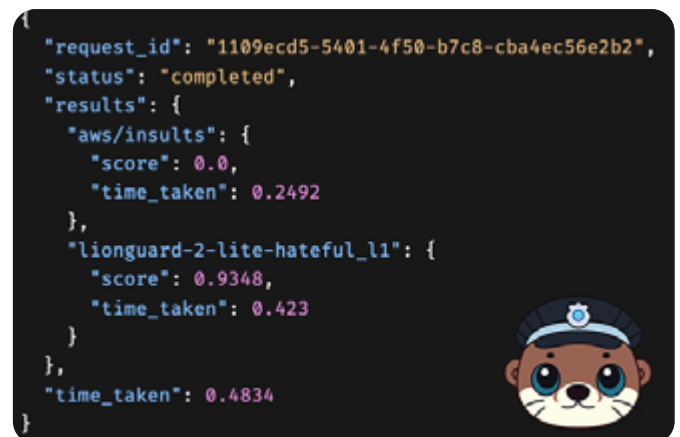 {
"request_id": "1109ecd5-5401-4f50-b7c8-cba4ec56e2b2",
"status": "completed",
"results": {
"aws/insults": {
"score": 0.0,
"time_taken": 0.2492
},
"lionguard-2-lite-hateful_l1": {
"score": 0.9348,
"time_taken": 0.423
}
},
"time_taken": 0.4834
}